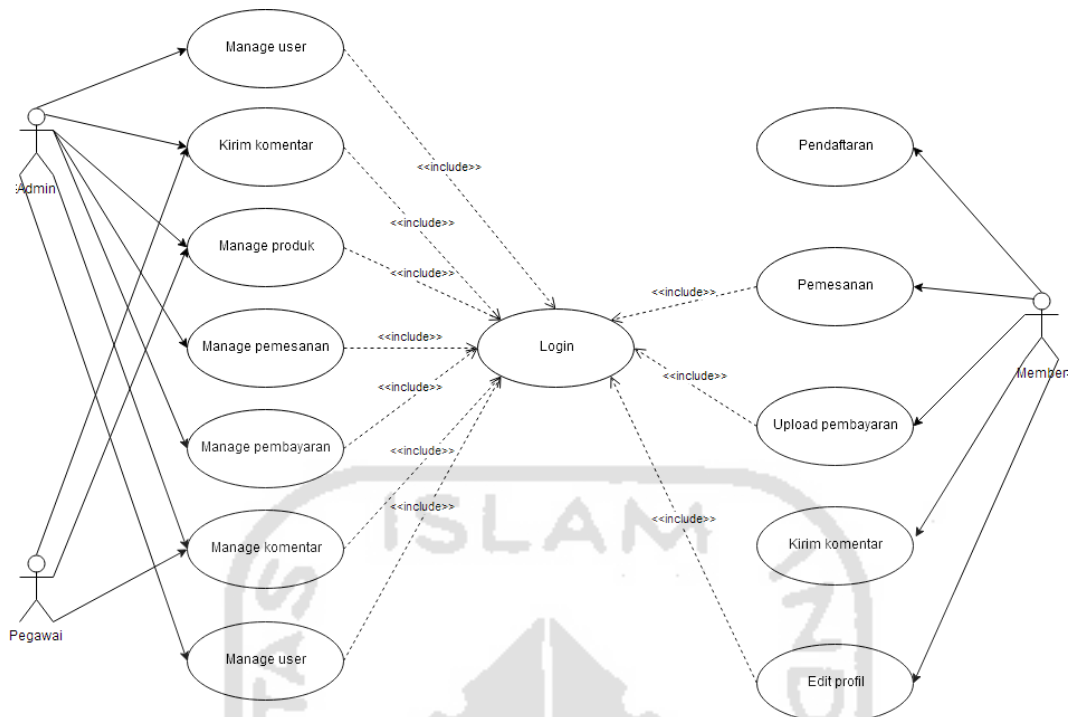 Manage user
<<include>>
Kirim komentar
Pendaftaran
Admin
<<include>>
Manage produk
<<include>>
Pemesanan
<<include>>
Manage pemesanan
<<include>>
Login
Member
<<include>>
<<include>>
Manage pembayaran
Upload pembayaran
<<include>>
ISLAM
<<include>>
<<include>>
Manage komentar
Kirim komentar
Pegawai
Manage user
Edit profil